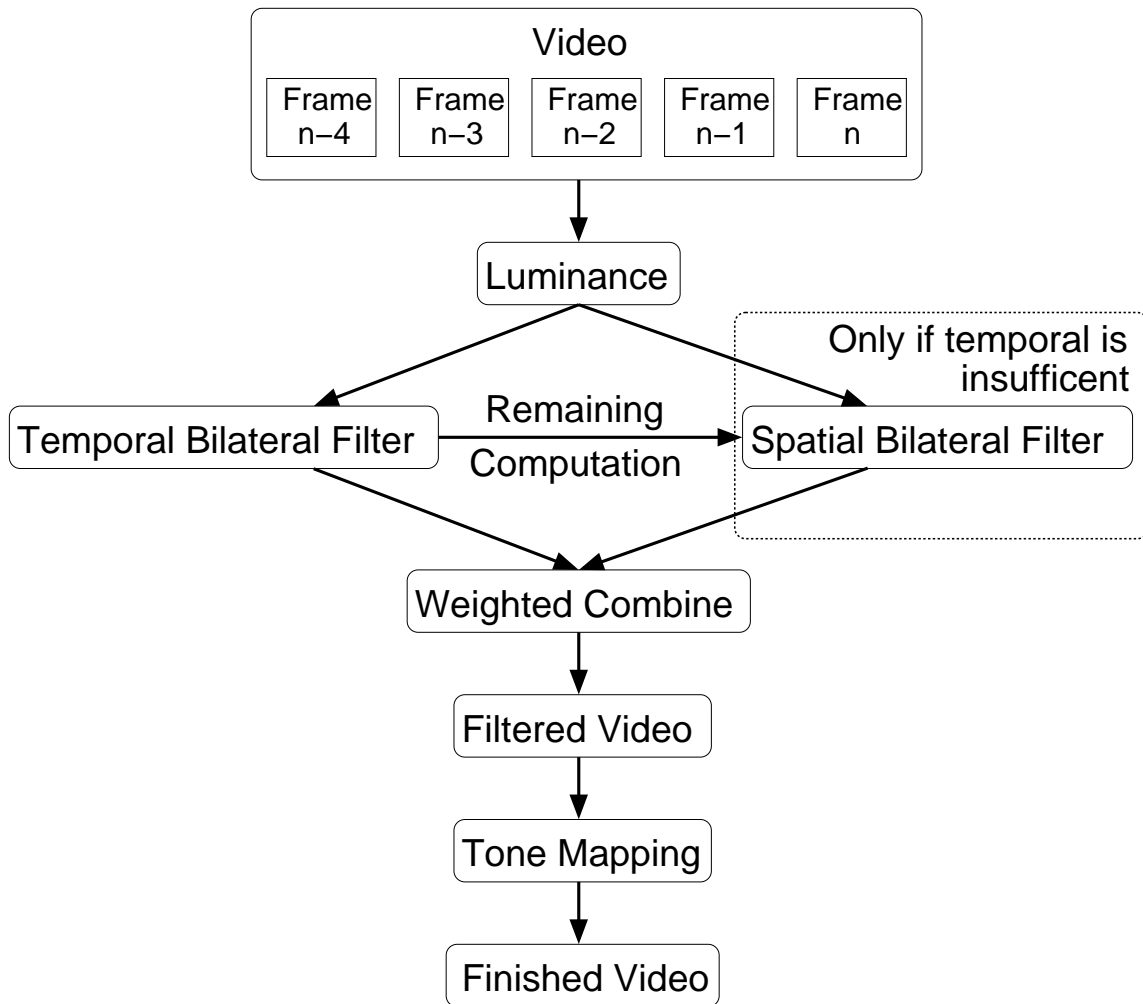 Video
Frame
n−4
Frame
n−3
Frame
n−2
Frame
n−1
Frame
n
Luminance
Only if temporal is
insufficent
Temporal Bilateral Filter
Remaining
Computation
Spatial Bilateral Filter
Weighted Combine
Filtered Video
Tone Mapping
Finished Video